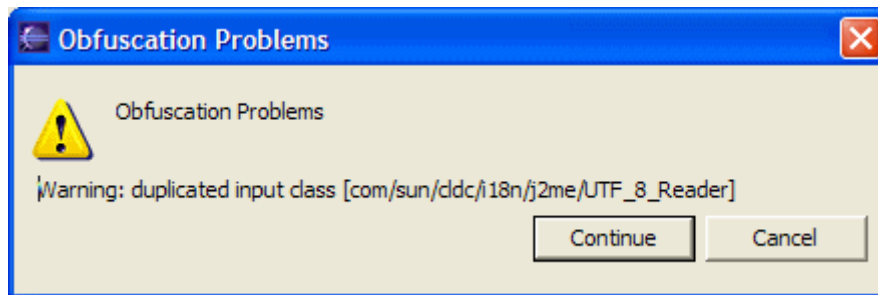 Obfuscation Problems
Obfuscation Problems
Warning: duplicated input class [com/sun/cldc/i18n/j2me/UTF_8_Reader]
Continue
Cancel